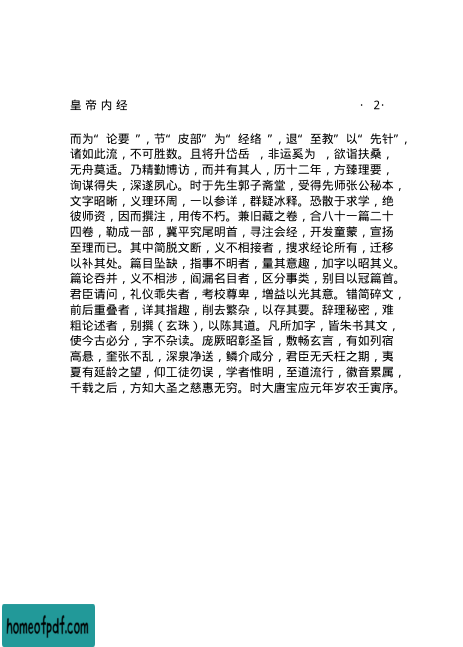 皇帝内经 · 2·
而为“论要 ”，节“皮部”为“经络 ”，退“至教”以“先针”，
诸如此流，不可胜数。且将升岱岳 ，非运奚为 ，欲诣扶桑，
无舟莫适。乃精勤博访，而并有其人，历十二年，方臻理要，
询谋得失，深遂夙心。时于先生郭子斋堂，受得先师张公秘本，
文字昭晰，义理环周，一以参详，群疑冰释。恐散于求学，绝
彼师资，因而撰注，用传不朽。兼旧藏之卷，合八十一篇二十
四卷，勒成一部，冀平究尾明首，寻注会经，开发童蒙，宣扬
至理而已。其中简脱文断，义不相接者，搜求经论所有，迁移
以补其处。篇目坠缺，指事不明者，量其意趣，加字以昭其义。
篇论吞并，义不相涉，阎漏名目者，区分事类，别目以冠篇首。
君臣请问，礼仪乖失者，考校尊卑，增益以光其意。错简碎文，
前后重叠者，详其指趣，削去繁杂，以存其要。辞理秘密，难
粗论述者，别撰（玄珠），以陈其道。凡所加字，皆朱书其文，
使今古必分，字不杂读。庞厥昭彰圣旨，敷畅玄言，有如列宿
高悬，奎张不乱，深泉净送，鳞介咸分，君臣无夭枉之期，夷
夏有延龄之望，仰工徒勿误，学者惟明，至道流行，徽音累属，
千载之后，方知大圣之慈惠无穷。时大唐宝应元年岁农壬寅序。
homeofpdf.com